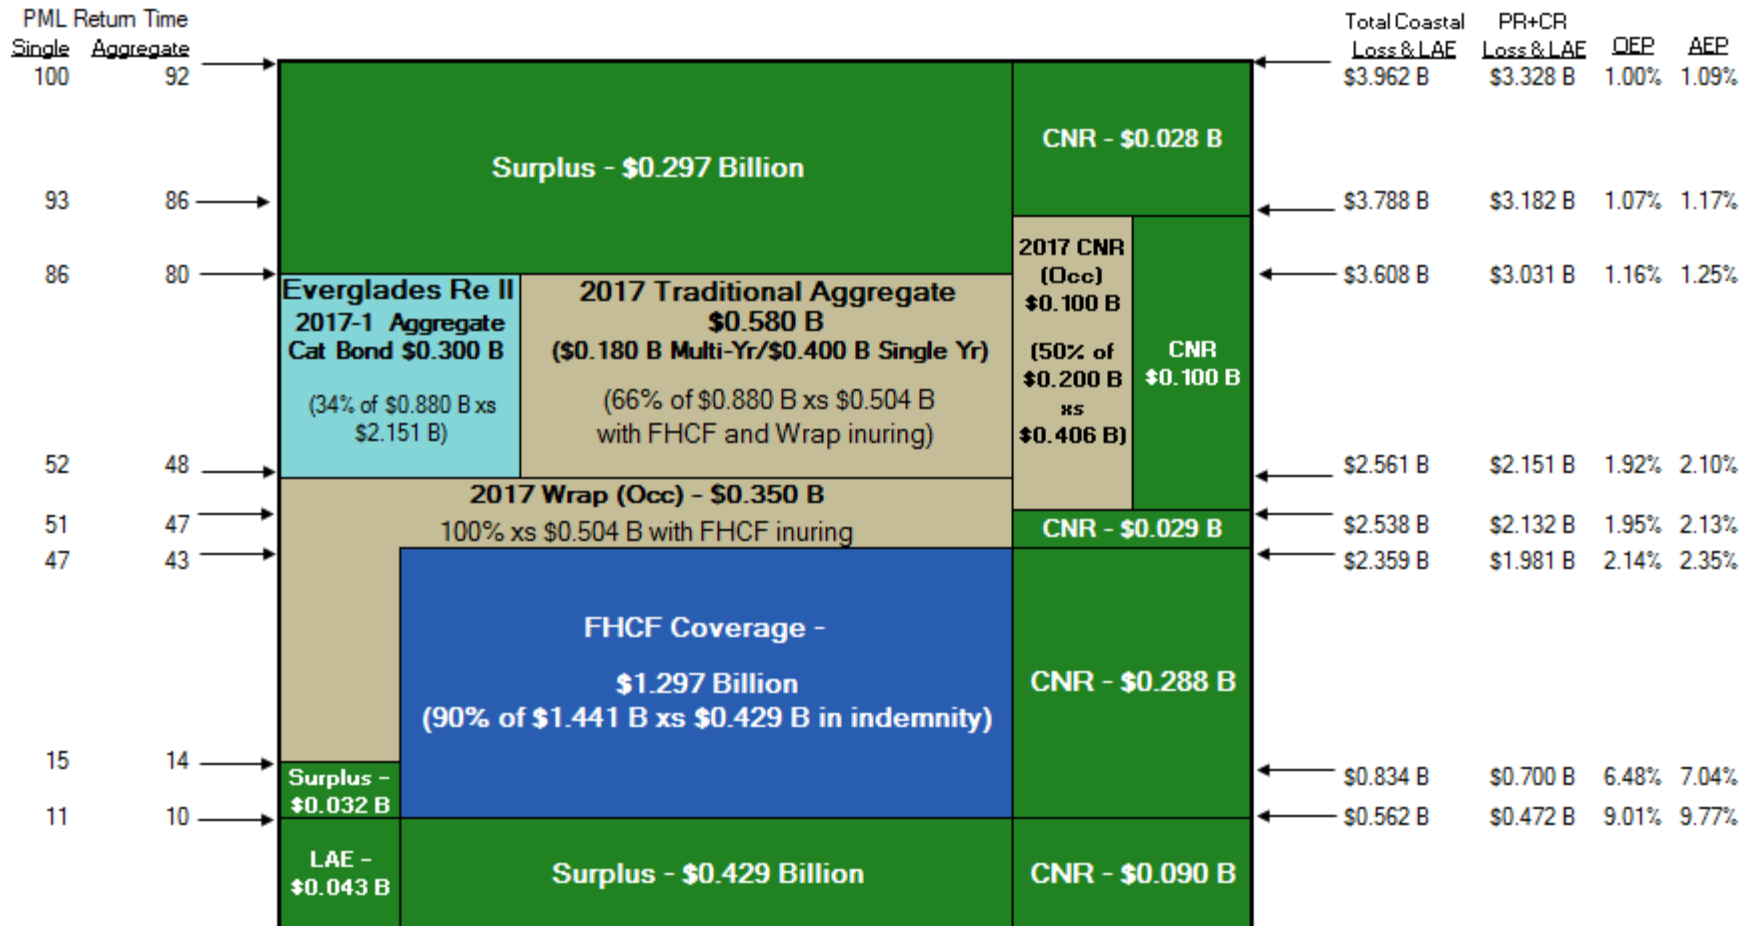 PML Return Time
Single Aggregate
Total Coastal PR+CR
Loss & LAE Loss & LAE OEP AEP
100 92
$3.962 B $3.328 B 1.00% 1.09%
CNR - $0.028 B
Surplus - $0.297 Billion
93 86
$3.788 B $3.182 B 1.07% 1.17%
86 80
$3.608 B $3.031 B 1.16% 1.25%
Everglades Re II
2017-1 Aggregate
Cat Bond $0.300 B
(34% of $0.880 B xs
$2.151 B)
2017 Traditional Aggregate
$0.580 B
($0.180 B Multi-Yr/$0.400 B Single Yr)
(66% of $0.880 B xs $0.504 B
with FHCF and Wrap inuring)
2017 CNR
(Occ)
$0.100 B
(50% of
$0.200 B
xs
$0.406 B)
CNR
$0.100 B
52 48
$2.561 B $2.151 B 1.92% 2.10%
2017 Wrap (Occ) - $0.350 B
100% xs $0.504 B with FHCF inuring
51 47
CNR - $0.029 B
$2.538 B $2.132 B 1.95% 2.13%
47 43
$2.359 B $1.981 B 2.14% 2.35%
FHCF Coverage -
$1.297 Billion
(90% of $1.441 B xs $0.429 B in indemnity)
CNR - $0.288 B
15 14
$0.834 B $0.700 B 6.48% 7.04%
Surplus -
$0.032 B
11 10
$0.562 B $0.472 B 9.01% 9.77%
LAE -
$0.043 B
Surplus - $0.429 Billion
CNR - $0.090 B